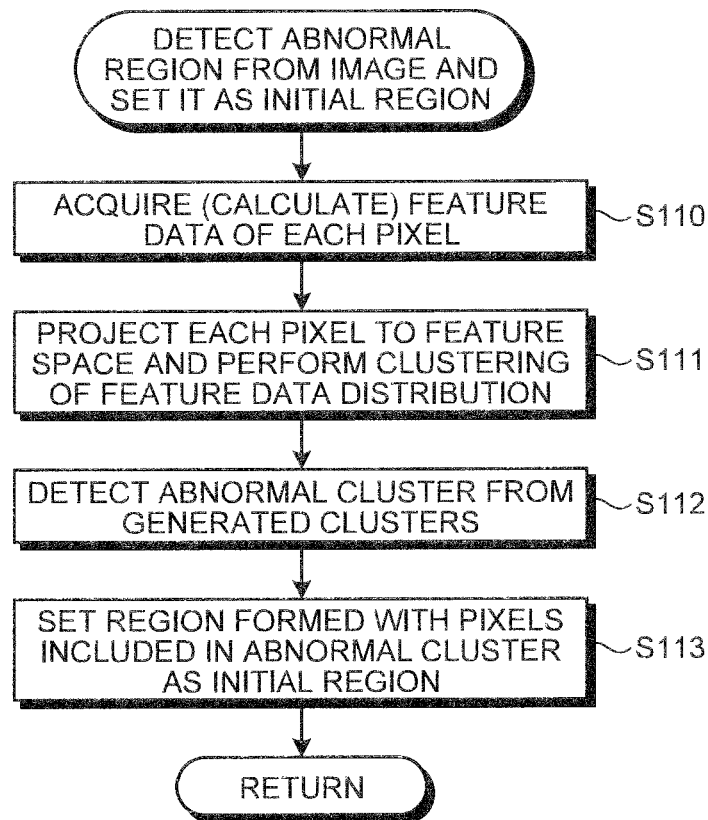 DETECT ABNORMAL
REGION FROM IMAGE AND
SET IT AS INITIAL REGION
ACQUIRE (CALCULATE) FEATURE
DATA OF EACH PIXEL
S110
PROJECT EACH PIXEL TO FEATURE
SPACE AND PERFORM CLUSTERING
OF FEATURE DATA DISTRIBUTION
S111
DETECT ABNORMAL CLUSTER FROM
GENERATED CLUSTERS
S112
SET REGION FORMED WITH PIXELS
INCLUDED IN ABNORMAL CLUSTER
AS INITIAL REGION
S113
RETURN